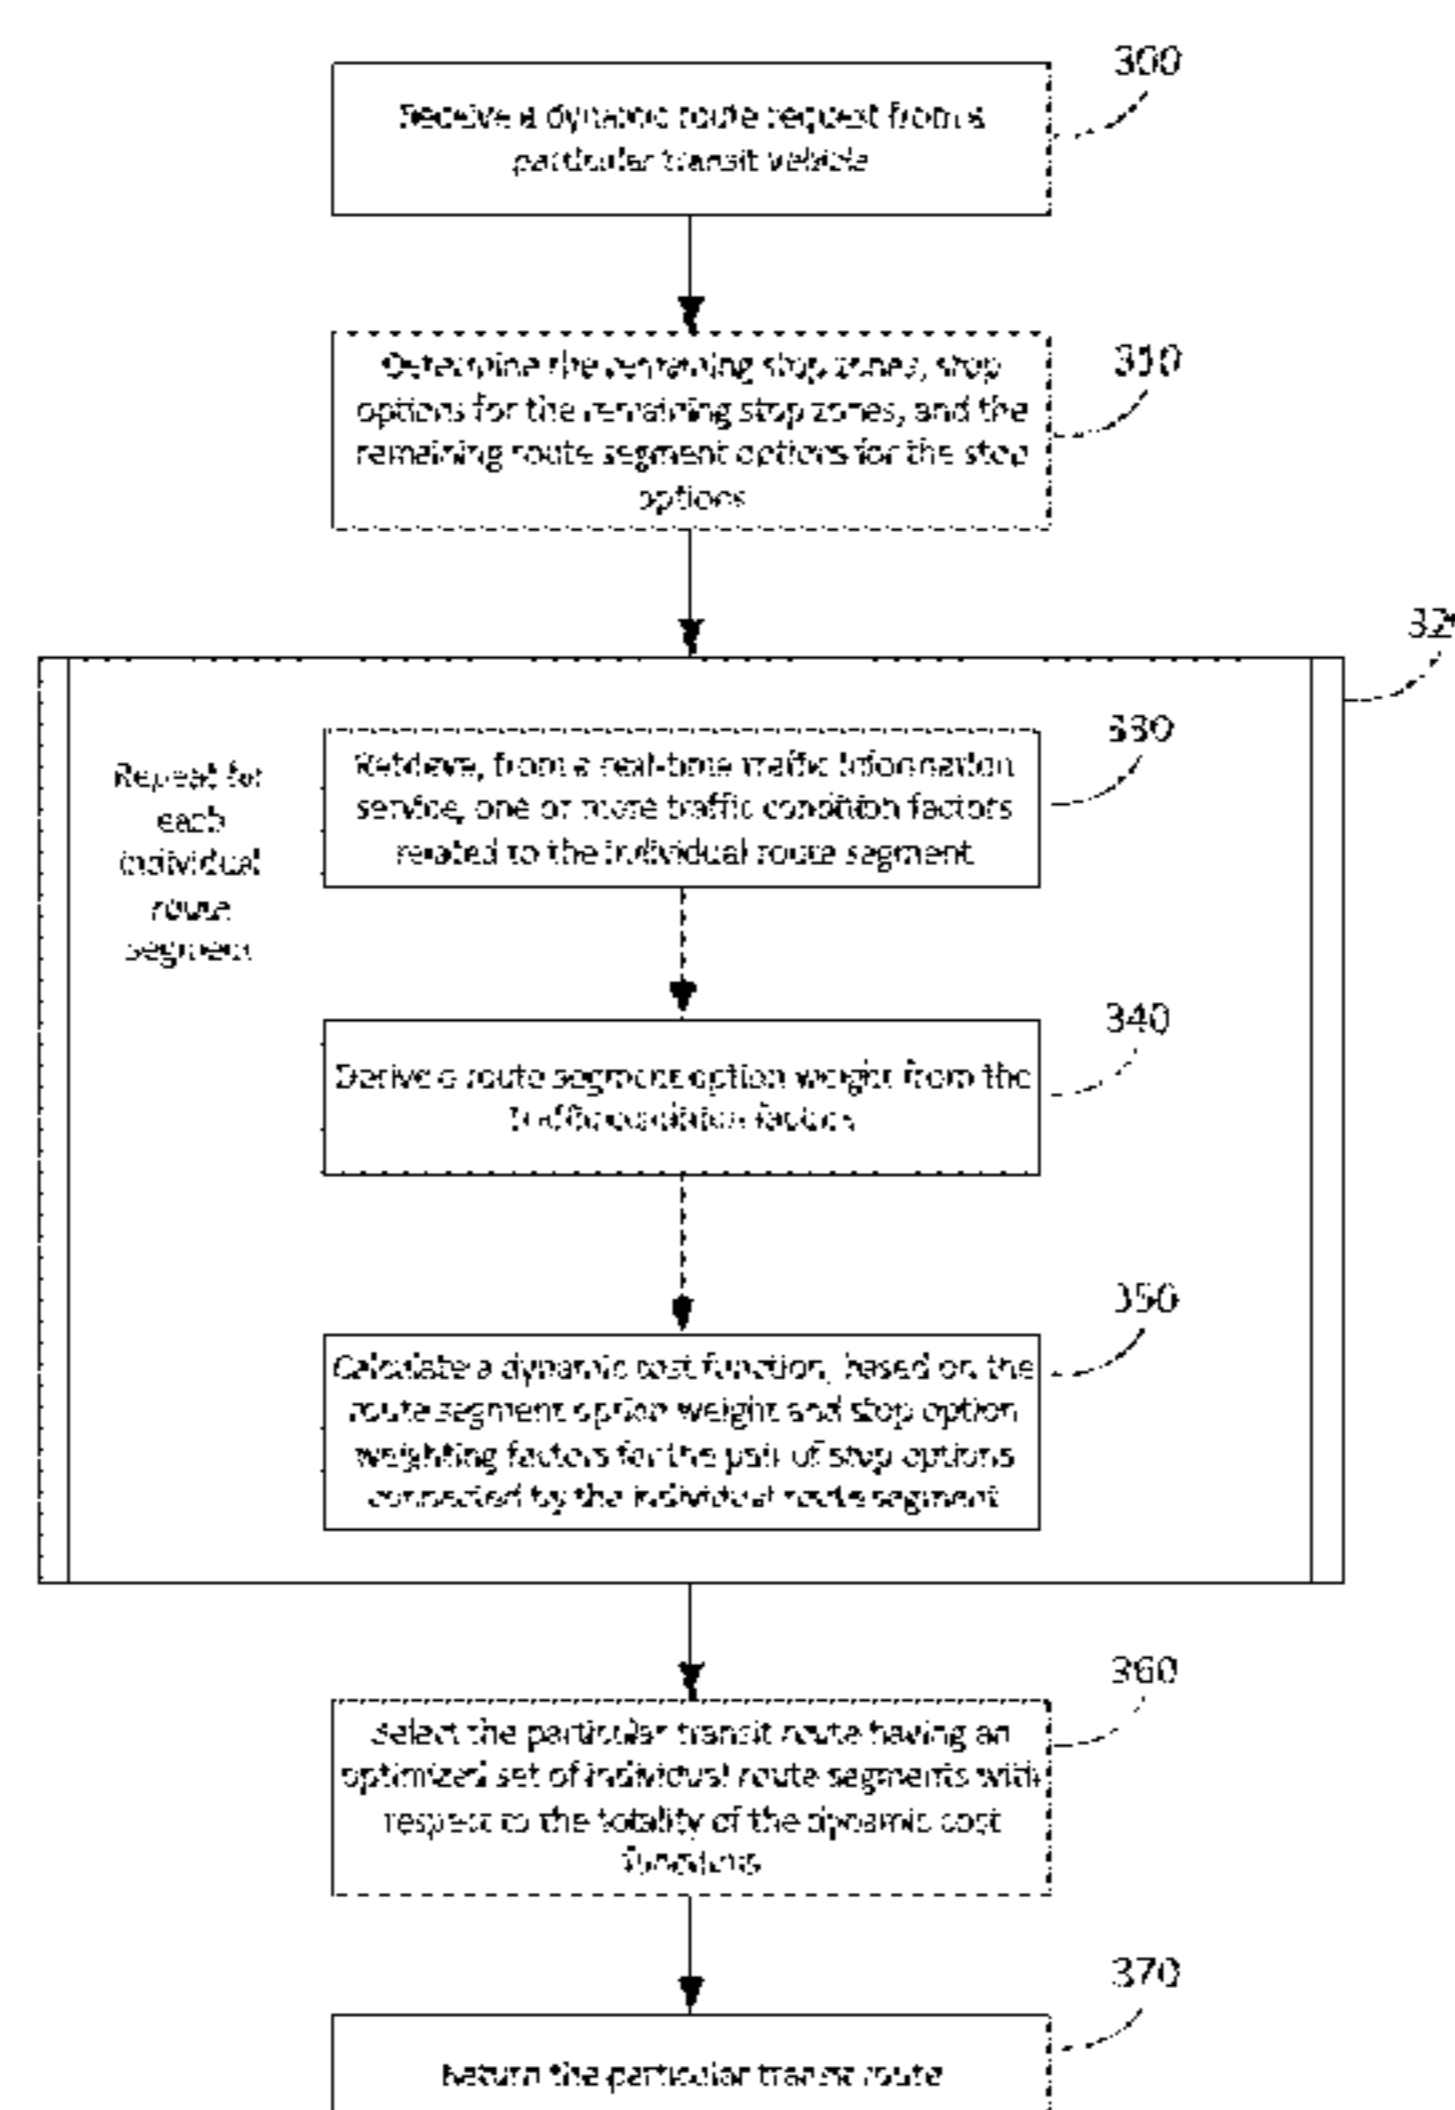 300
Receive a dynamic route request from a
particular transit vehicle
310
Determine the remaining stop zones, stop
options for the remaining stop zones, and the
remaining route segment options for the stop
options
32
330
Repeat for
each
individual
route
segment
Retrieve, from a real-time traffic information
service, one or more traffic condition factors
related to the individual route segment
340
Derive a route segment option weight from the
traffic condition factors
350
Calculate a dynamic cost function, based on the
route segment option weight and stop option
weighting factors for the pair of stop options
connected by the individual route segment
360
Select the particular transit route having an
optimized set of individual route segments with
respect to the totality of the dynamic cost
functions
370
Return the particular transit route